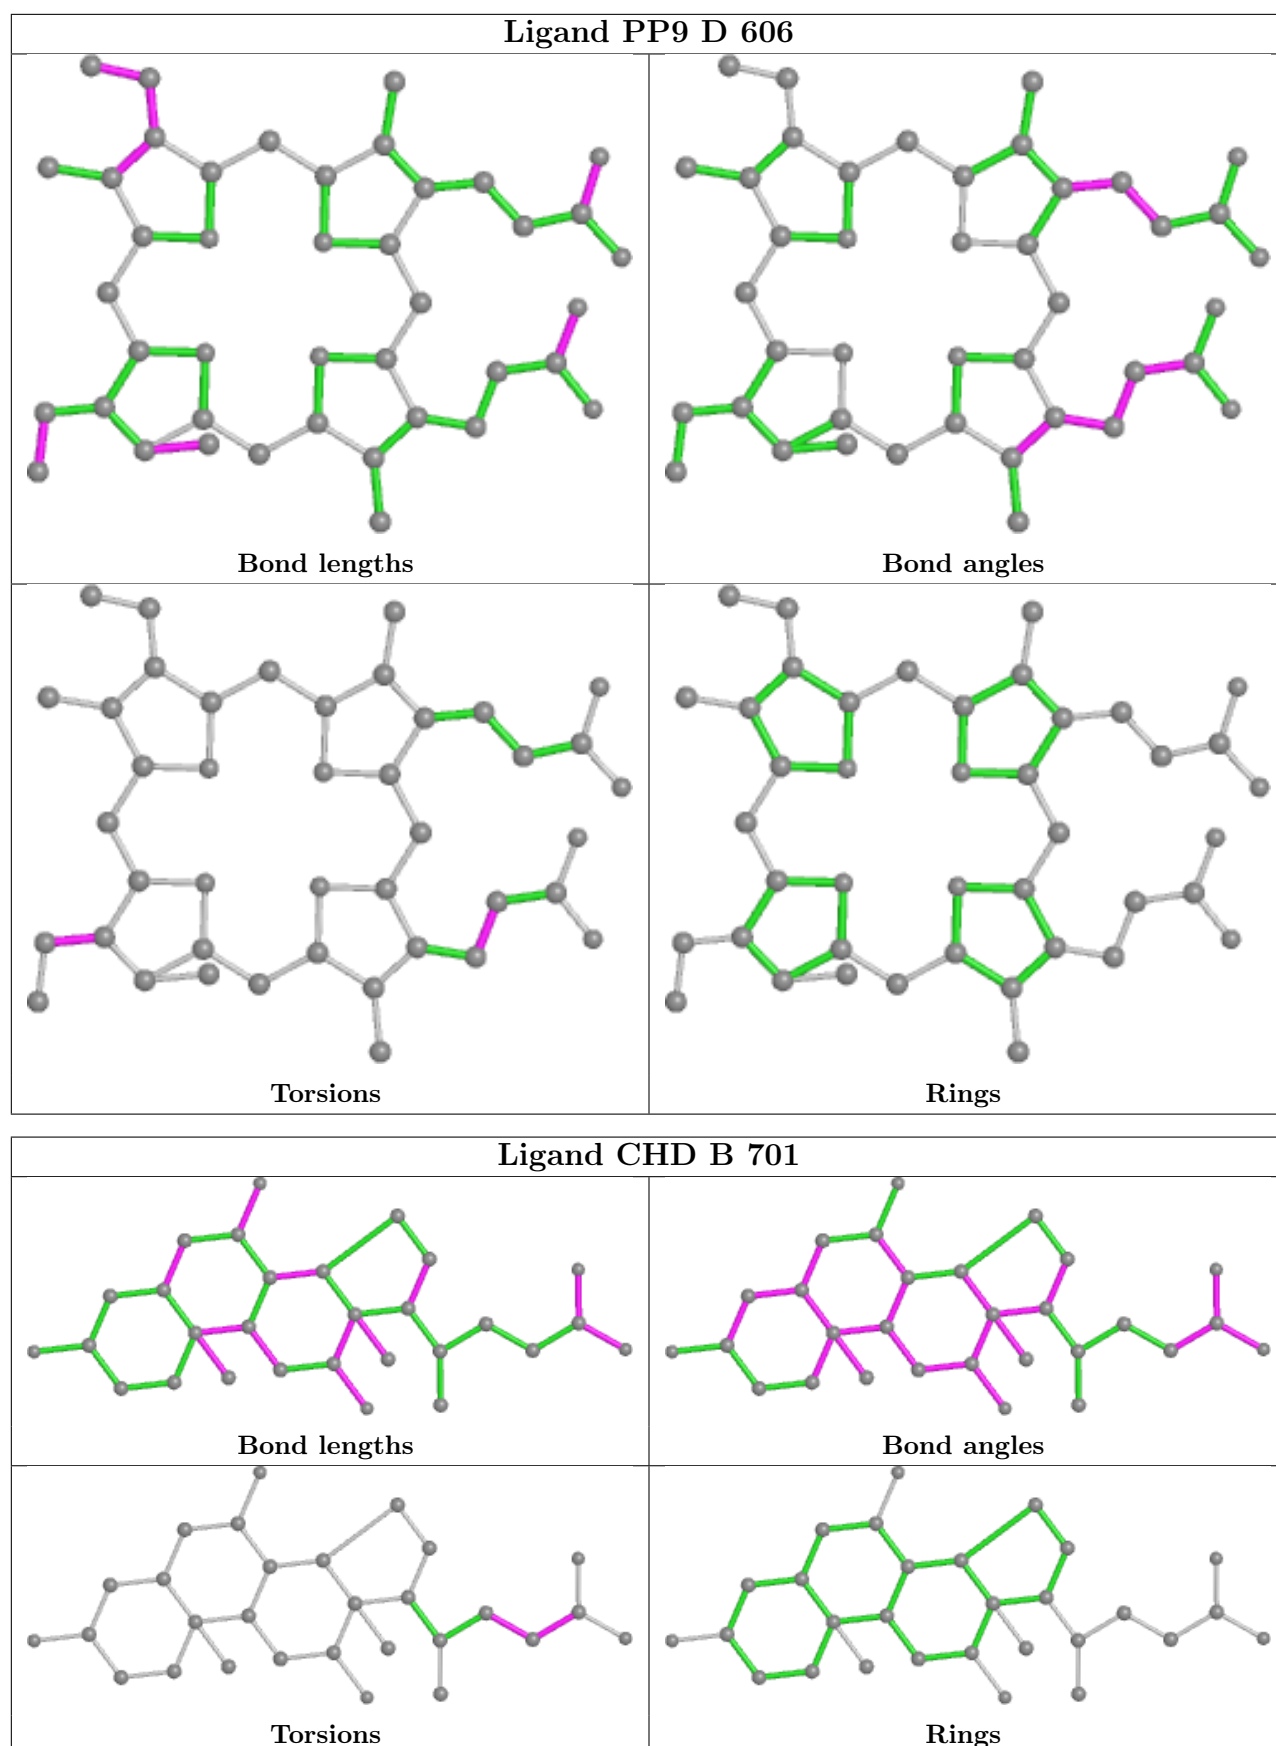 Ligand PP9 D 606
Bond lengths
Bond angles
Torsions
Rings
Ligand CHD B 701
Bond lengths
Bond angles
Torsions
Rings